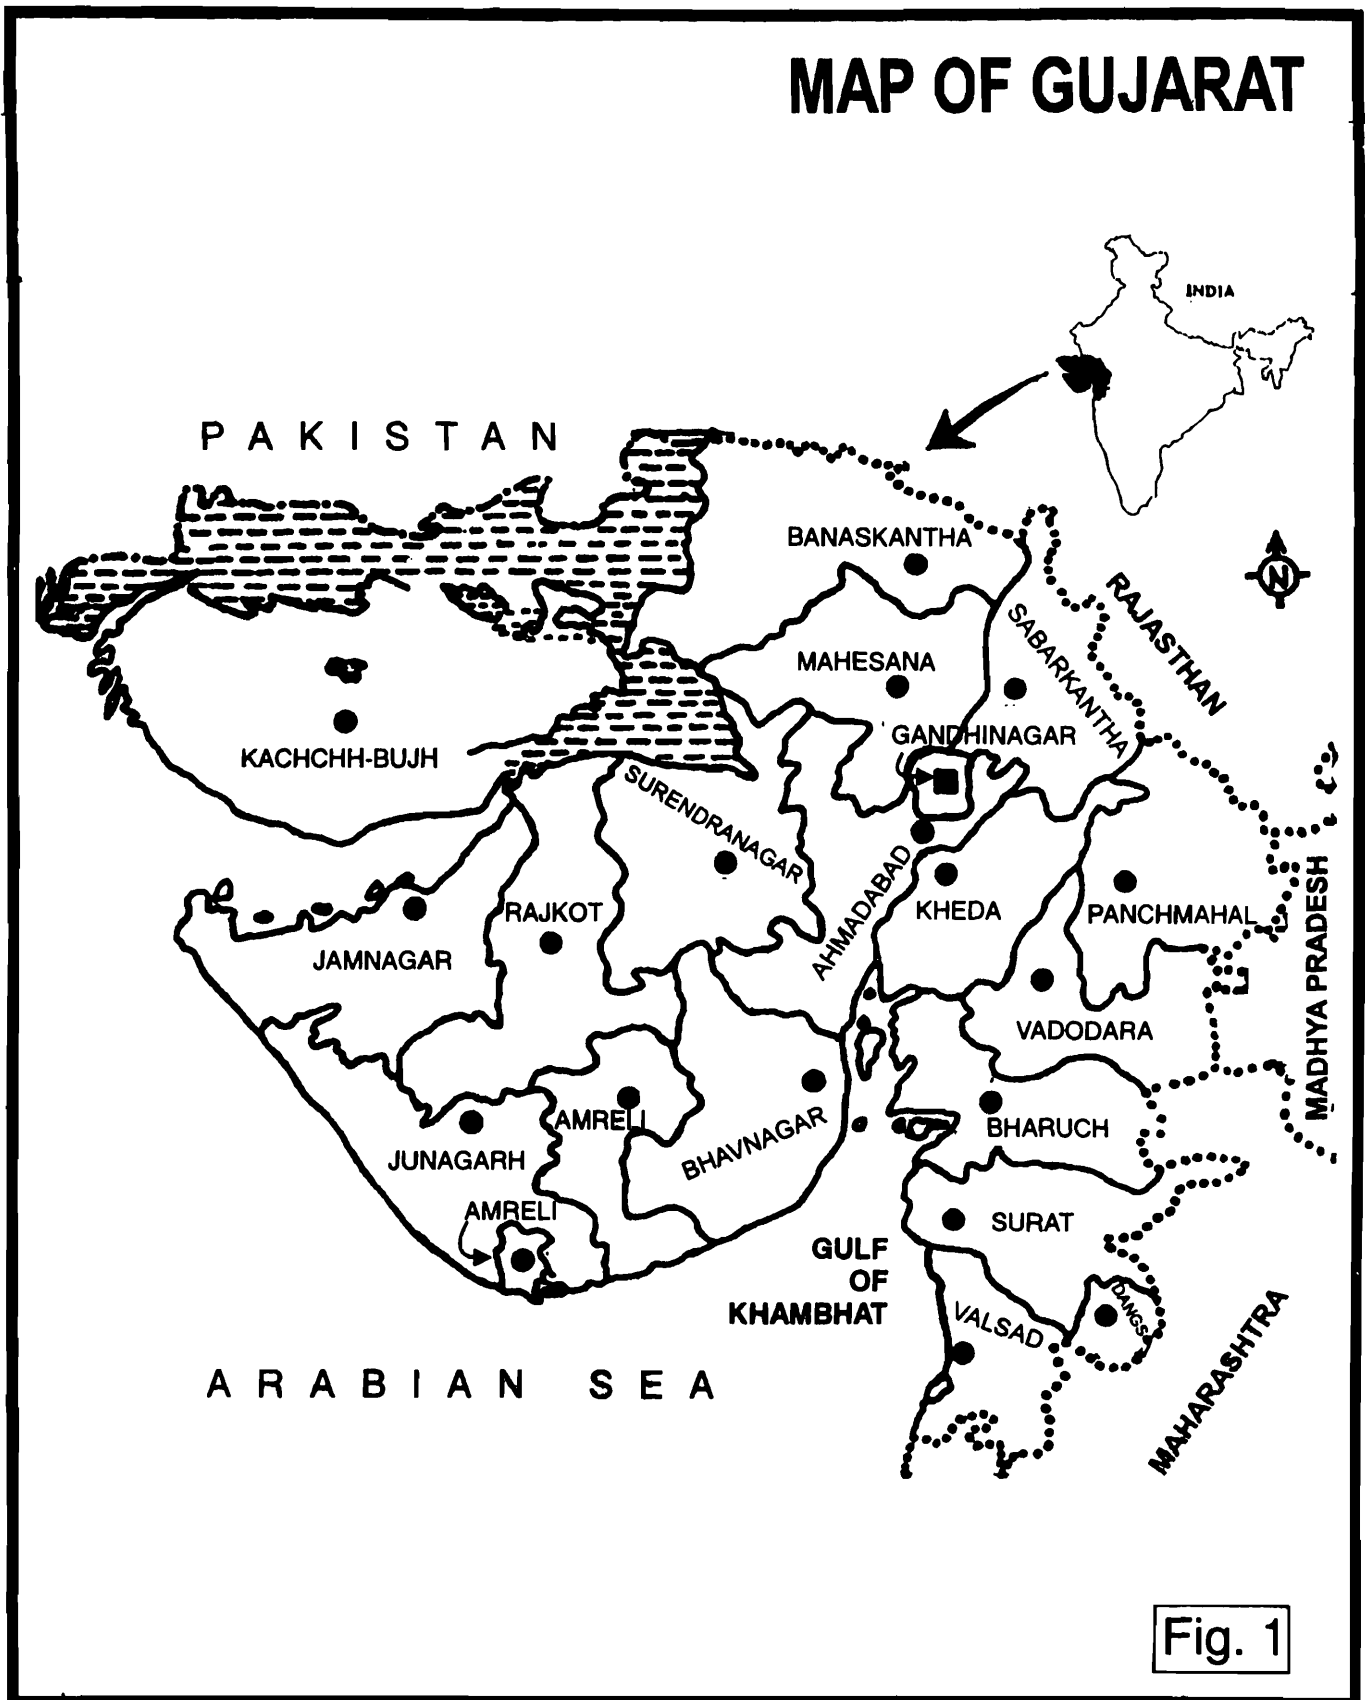 MAP OF GUJARAT
INDIA
PAKISTAN
BANASKANTHA
N
RAJASTHAN
SABARKANTHA
MAHESANA
GANDHINAGAR
KACHCHH-BUJH
SURENDRANAGAR
AHMADABAD
KHEDA
PANCHMAHAL
MADHYA PRADESH
RAJKOT
JAMNAGAR
VADODARA
AMRELI
BHAVNAGAR
BHARUCH
JUNAGARH
AMRELI
SURAT
GULF
OF
KHAMBHAT
VALSAD
DANGS
MAHARASHTRA
ARABIAN SEA
Fig. 1